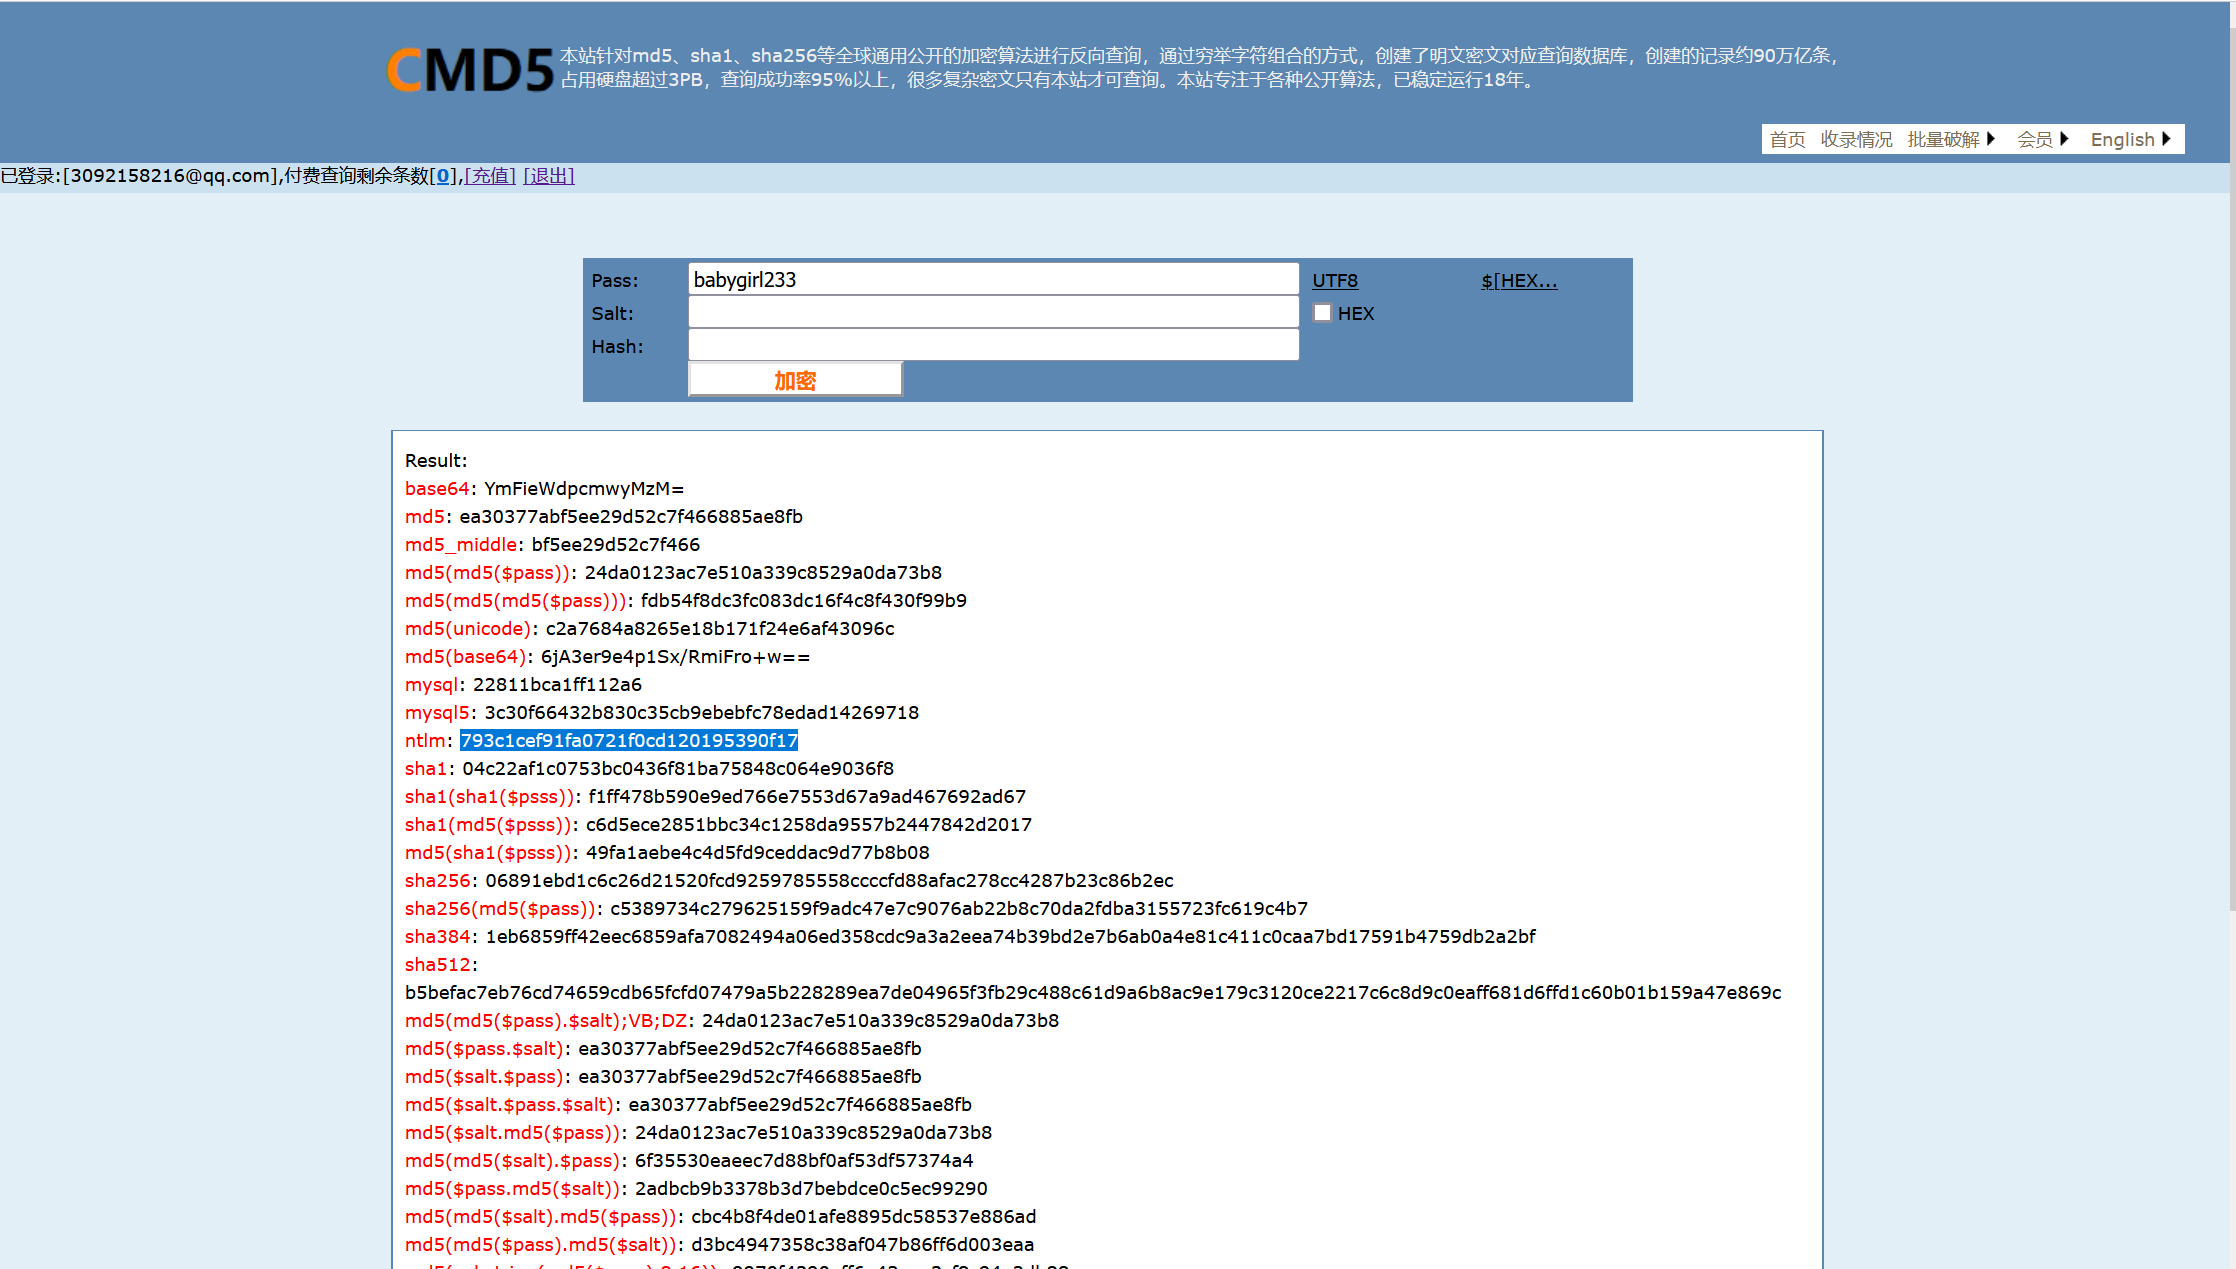 CMD5
本站针对md5、sha1、sha256等全球通用公开的加密算法进行反向查询，通过穷举字符组合的方式，创建了明文密文对应查询数据库，创建的记录约90万亿条，
占用硬盘超过3PB，查询成功率95%以上，很多复杂密文只有本站才可查询。本站专注于各种公开算法，已稳定运行18年。
首页 收录情况 批量破解 会员 English
已登录:[3092158216@qq.com],付费查询剩余条数[0],[充值] [退出]
Pass: babygirl233 UTF8 $[HEX...
Salt: HEX
Hash:
加密
Result:
base64: YmFieWdpcmwyMzM=
md5: ea30377abf5ee29d52c7f466885ae8fb
md5_middle: bf5ee29d52c7f466
md5(md5($pass)): 24da0123ac7e510a339c8529a0da73b8
md5(md5(md5($pass))): fdb54f8dc3fc083dc16f4c8f430f99b9
md5(unicode): c2a7684a8265e18b171f24e6af43096c
md5(base64): 6jA3er9e4p1Sx/RmiFro+w==
mysql: 22811bca1ff112a6
mysql5: 3c30f66432b830c35cb9ebebfc78edad14269718
ntlm: 793c1cef91fa0721f0cd120195390f17
sha1: 04c22af1c0753bc0436f81ba75848c064e9036f8
sha1(sha1($psss)): f1ff478b590e9ed766e7553d67a9ad467692ad67
sha1(md5($psss)): c6d5ece2851bbc34c1258da9557b2447842d2017
md5(sha1($psss)): 49fa1aebe4c4d5fd9ceddac9d77b8b08
sha256: 06891ebd1c6c26d21520fcd9259785558ccccfd88afac278cc4287b23c86b2ec
sha256(md5($pass)): c5389734c279625159f9adc47e7c9076ab22b8c70da2fdba3155723fc619c4b7
sha384: 1eb6859ff42eec6859afa7082494a06ed358cdc9a3a2eea74b39bd2e7b6ab0a4e81c411c0caa7bd17591b4759db2a2bf
sha512:
b5befac7eb76cd74659cdb65fcfd07479a5b228289ea7de04965f3fb29c488c61d9a6b8ac9e179c3120ce2217c6c8d9c0eaff681d6ffd1c60b01b159a47e869c
md5(md5($pass).$salt);VB;DZ: 24da0123ac7e510a339c8529a0da73b8
md5($pass.$salt): ea30377abf5ee29d52c7f466885ae8fb
md5($salt.$pass): ea30377abf5ee29d52c7f466885ae8fb
md5($salt.$pass.$salt): ea30377abf5ee29d52c7f466885ae8fb
md5($salt.md5($pass)): 24da0123ac7e510a339c8529a0da73b8
md5(md5($salt).$pass): 6f35530eaeec7d88bf0af53df57374a4
md5($pass.md5($salt)): 2adbcb9b3378b3d7bebdce0c5ec99290
md5(md5($salt).md5($pass)): cbc4b8f4de01afe8895dc58537e886ad
md5(md5($pass).md5($salt)): d3bc4947358c38af047b86ff6d003eaa